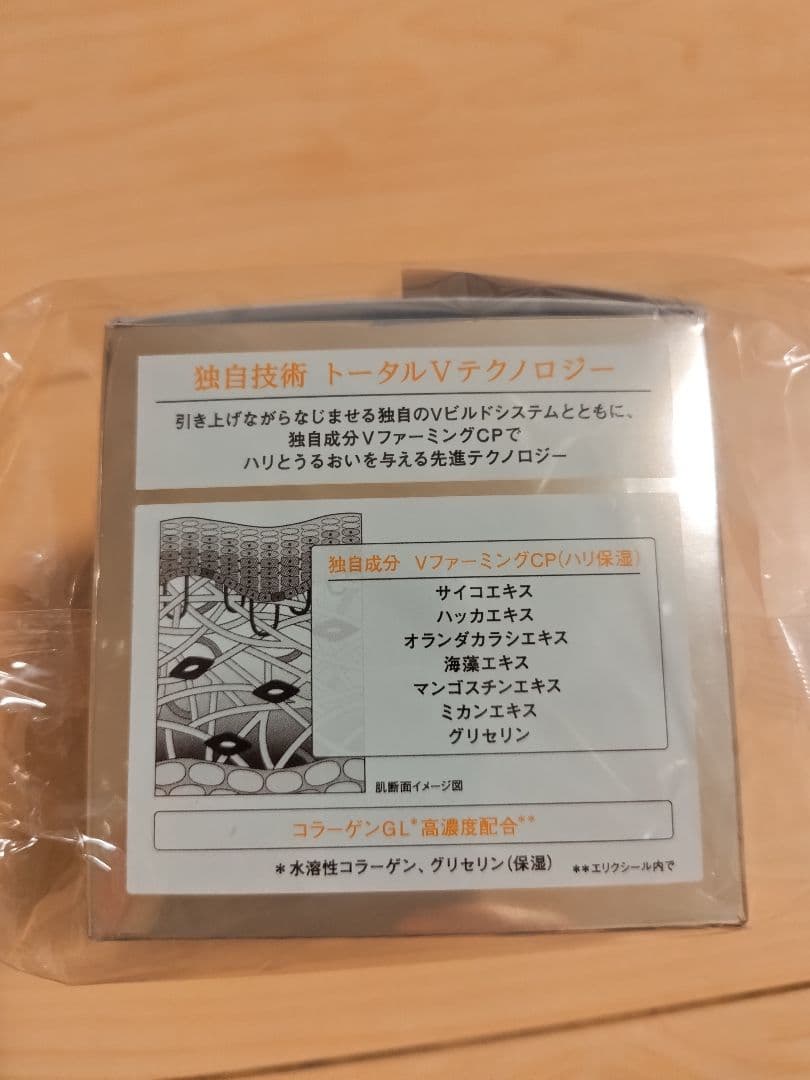 独自技術 トータルVテクノロジー
引き上げながらなじませる独自のVビルドシステムとともに、
独自成分VファーミングCPで
ハリとうるおいを与える先進テクノロジー
独自成分 VファーミングCP(ハリ保湿)
サイコエキス
ハッカエキス
オランダカラシエキス
海藻エキス
マンゴスチンエキス
ミカンエキス
グリセリン
肌断面イメージ図
コラーゲンGL*高濃度配合**
*水溶性コラーゲン、グリセリン(保湿) **エリクシール内で